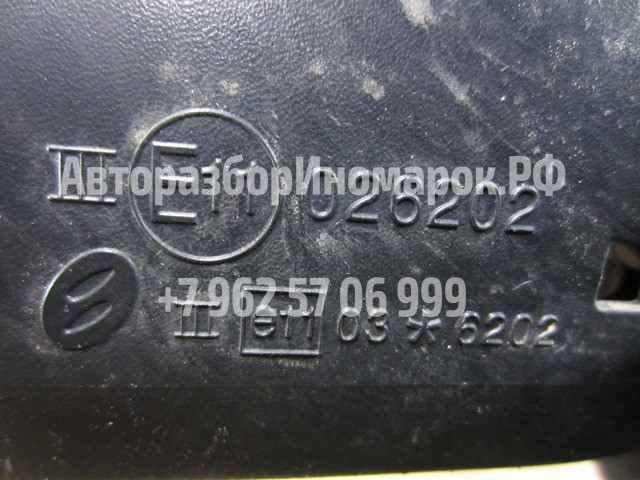 III E11 026202
АвторазборИномарок.РФ
+7 962 57 06 999
III e11 03 * 6202